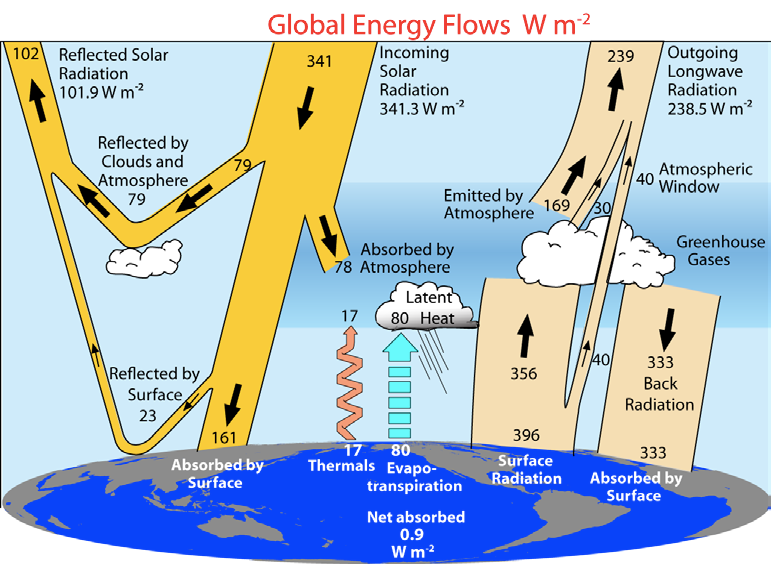 Global Energy Flows W m-2
102
Reflected Solar
Radiation
101.9 W m-2
341
Incoming
Solar
Radiation
341.3 W m-2
239
Outgoing
Longwave
Radiation
238.5 W m-2
Reflected by
Clouds and
Atmosphere
79
79
Emitted by
Atmosphere
169
30
40
Atmospheric
Window
Greenhouse
Gases
Absorbed by
78 Atmosphere
Latent
80 Heat
17
Reflected by
Surface
23
356
40
333
Back
Radiation
161
396
333
Absorbed by
Surface
17
Thermals
80
Evapo-
transpiration
Surface
Radiation
Absorbed by
Surface
Net absorbed
0.9
W m-2